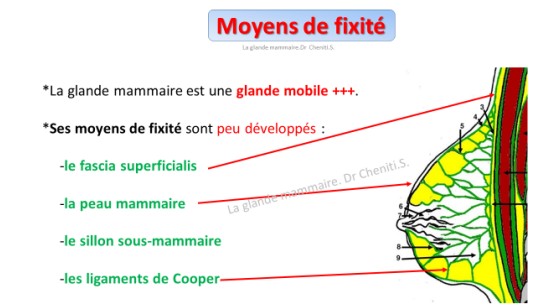 Moyens de fixité
La glande mammaire.Dr Cheniti.S.
*La glande mammaire est une glande mobile +++.
*Ses moyens de fixité sont peu développés :
-le fascia superficialis
-la peau mammaire
-le sillon sous-mammaire
-les ligaments de Cooper
La glande mammaire. Dr Cheniti.S.
3
4
5
6
7
8
9